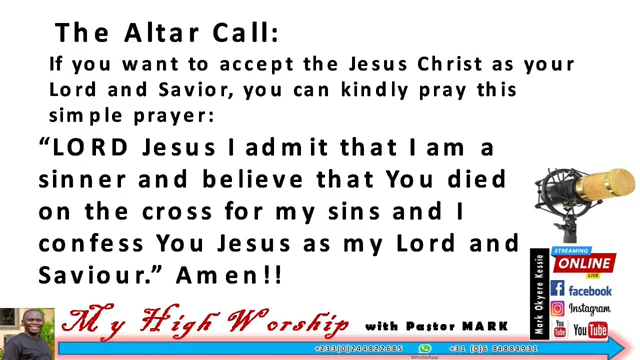 The Altar Call:
If you want to accept the Jesus Christ as your
Lord and Savior, you can kindly pray this
simple prayer:
“LORD Jesus I admit that I am a
sinner and believe that You died
on the cross for my sins and I
confess You Jesus as my Lord and
Saviour.” Amen!!
STREAMING
ONLINE
LIVE
Mark Okyere Kessie
facebook
Instagram
You Tube YouTube
My High Worship with Pastor MARK
+233(0)244822685 WhatsApp +31 (0)6 84884931